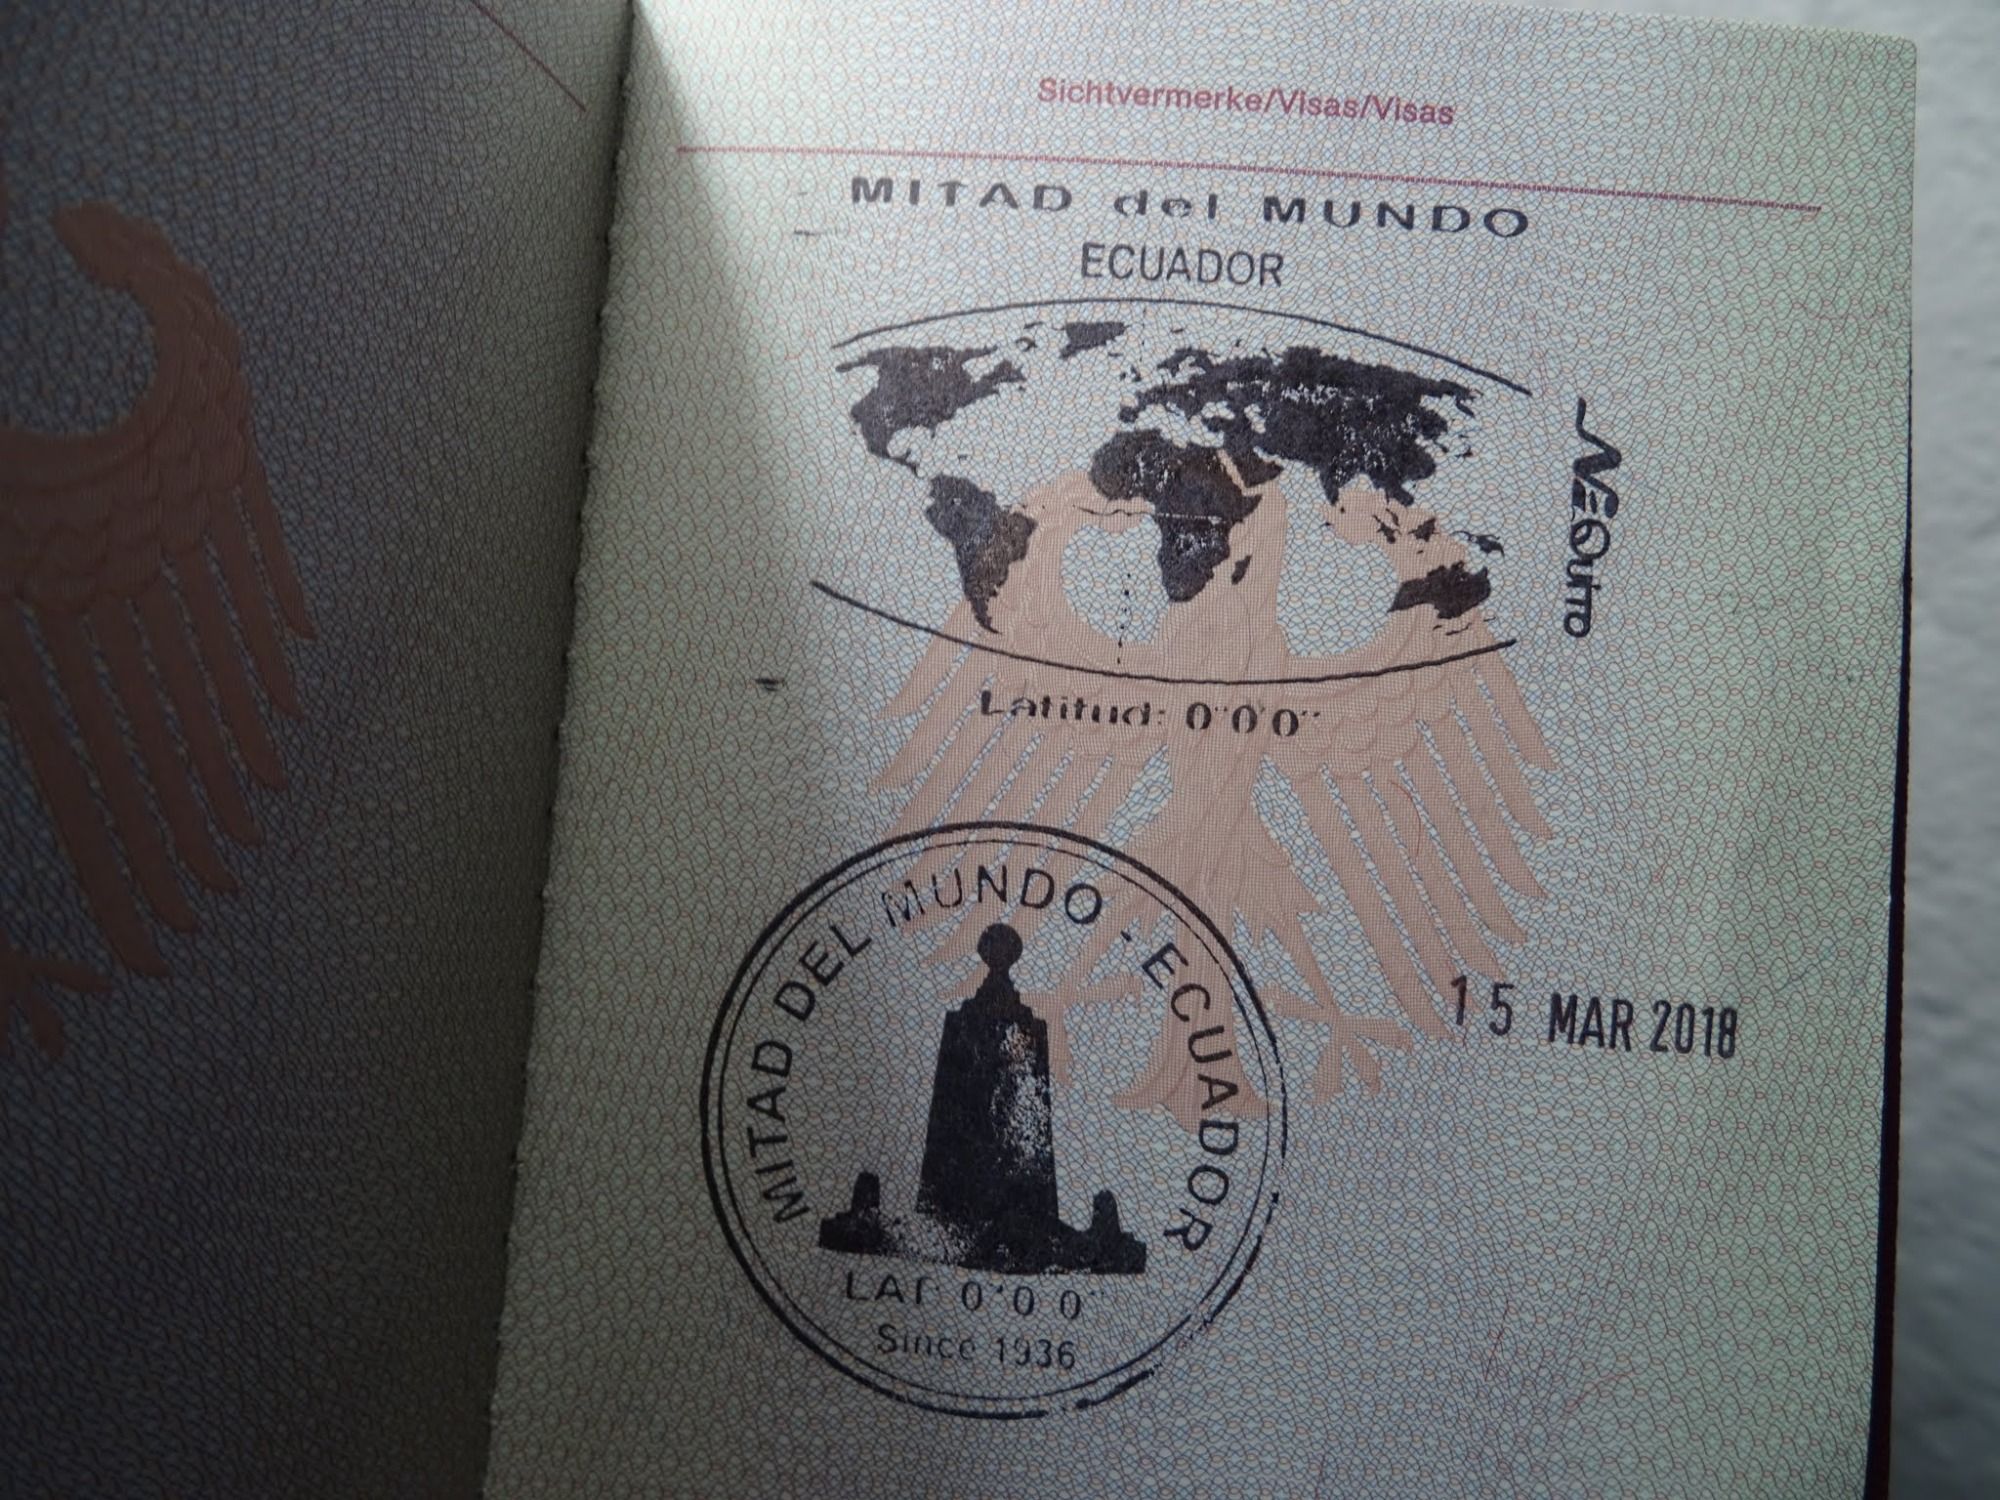 Sichtvermerke/Visas/Visas
MITAD del MUNDO
ECUADOR
Latitud: 0°0'0"
MITAD DEL MUNDO - ECUADOR
15 MAR 2018
LAT: 0°0'0"
Since 1936